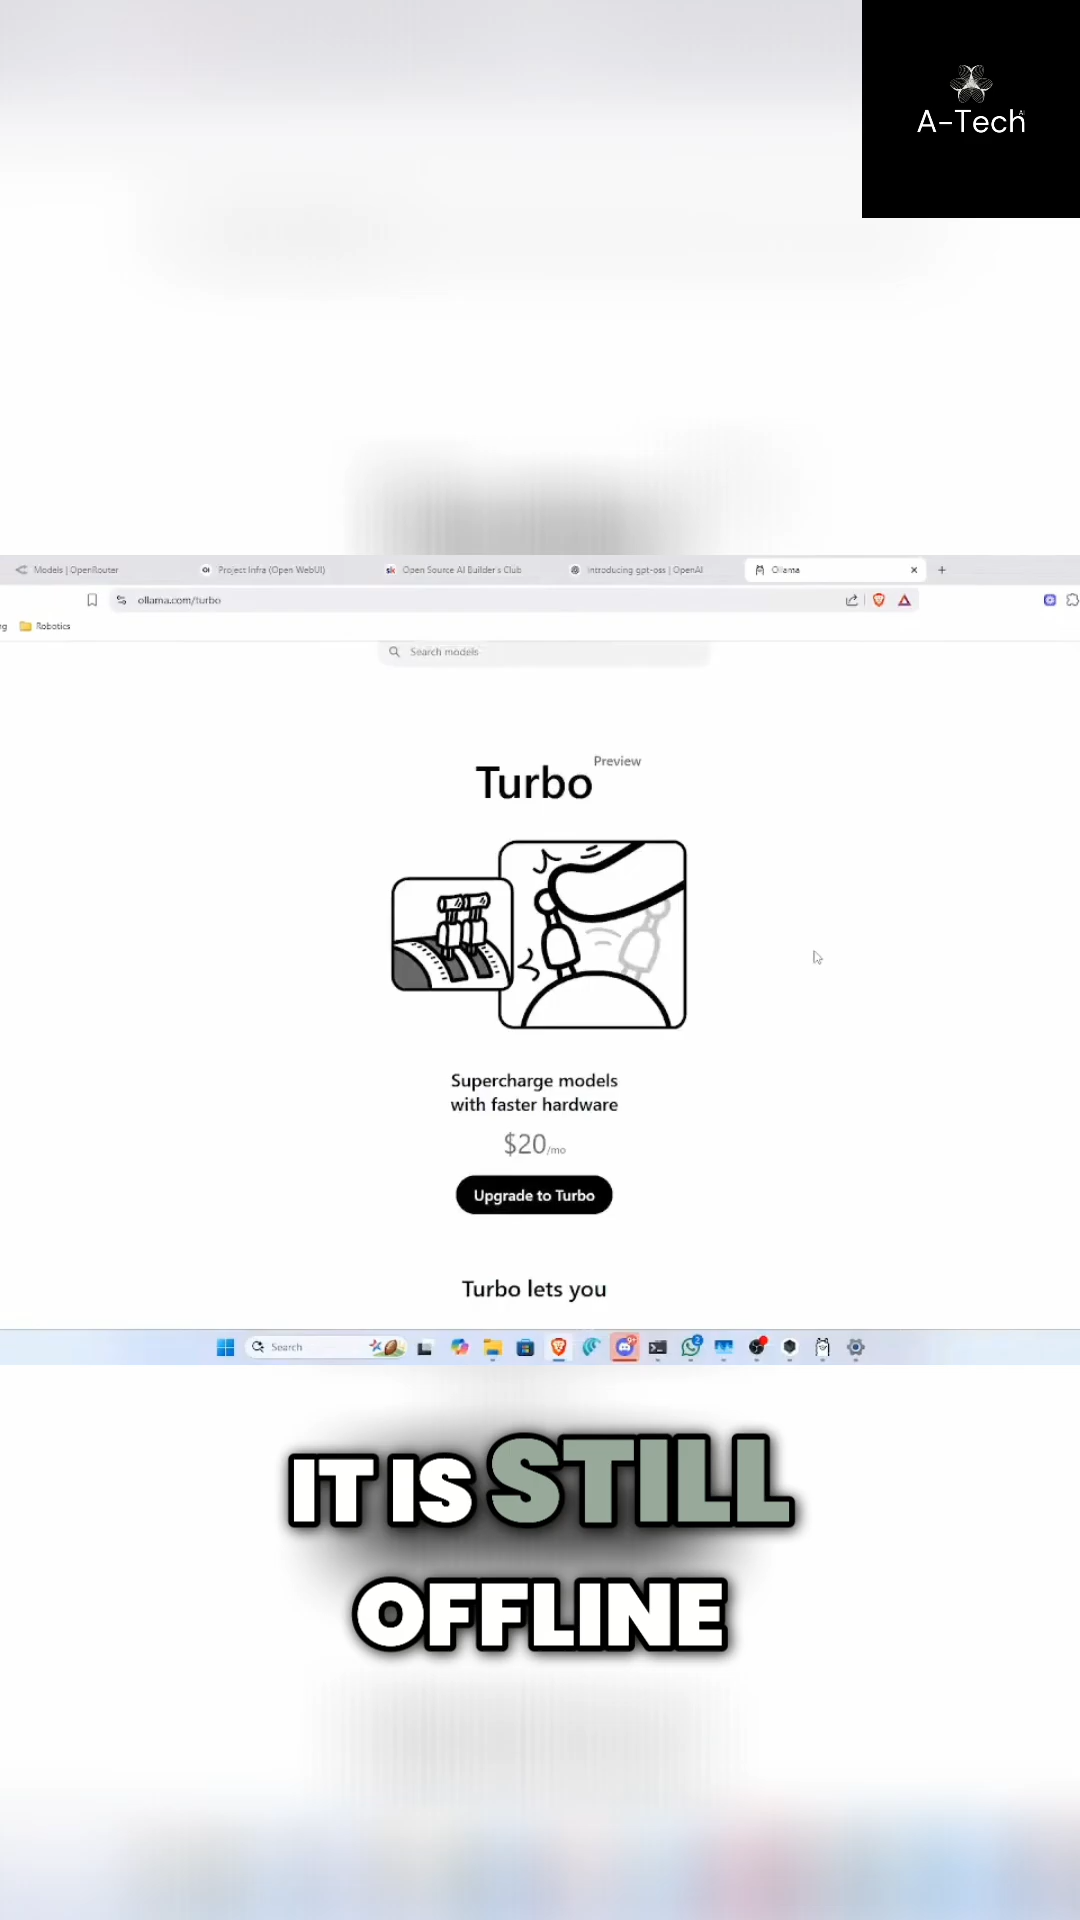 A-Tech
AI
Models | OpenRouter
Project Infra (Open WebUI)
sk
Open Source AI Builder's Club
Introducing gpt-oss | OpenAI
Ollama
ollama.com/turbo
Robotics
Search models
Turbo
Preview
Supercharge models
with faster hardware
$20/mo
Upgrade to Turbo
Turbo lets you
Search
IT IS STILL
OFFLINE